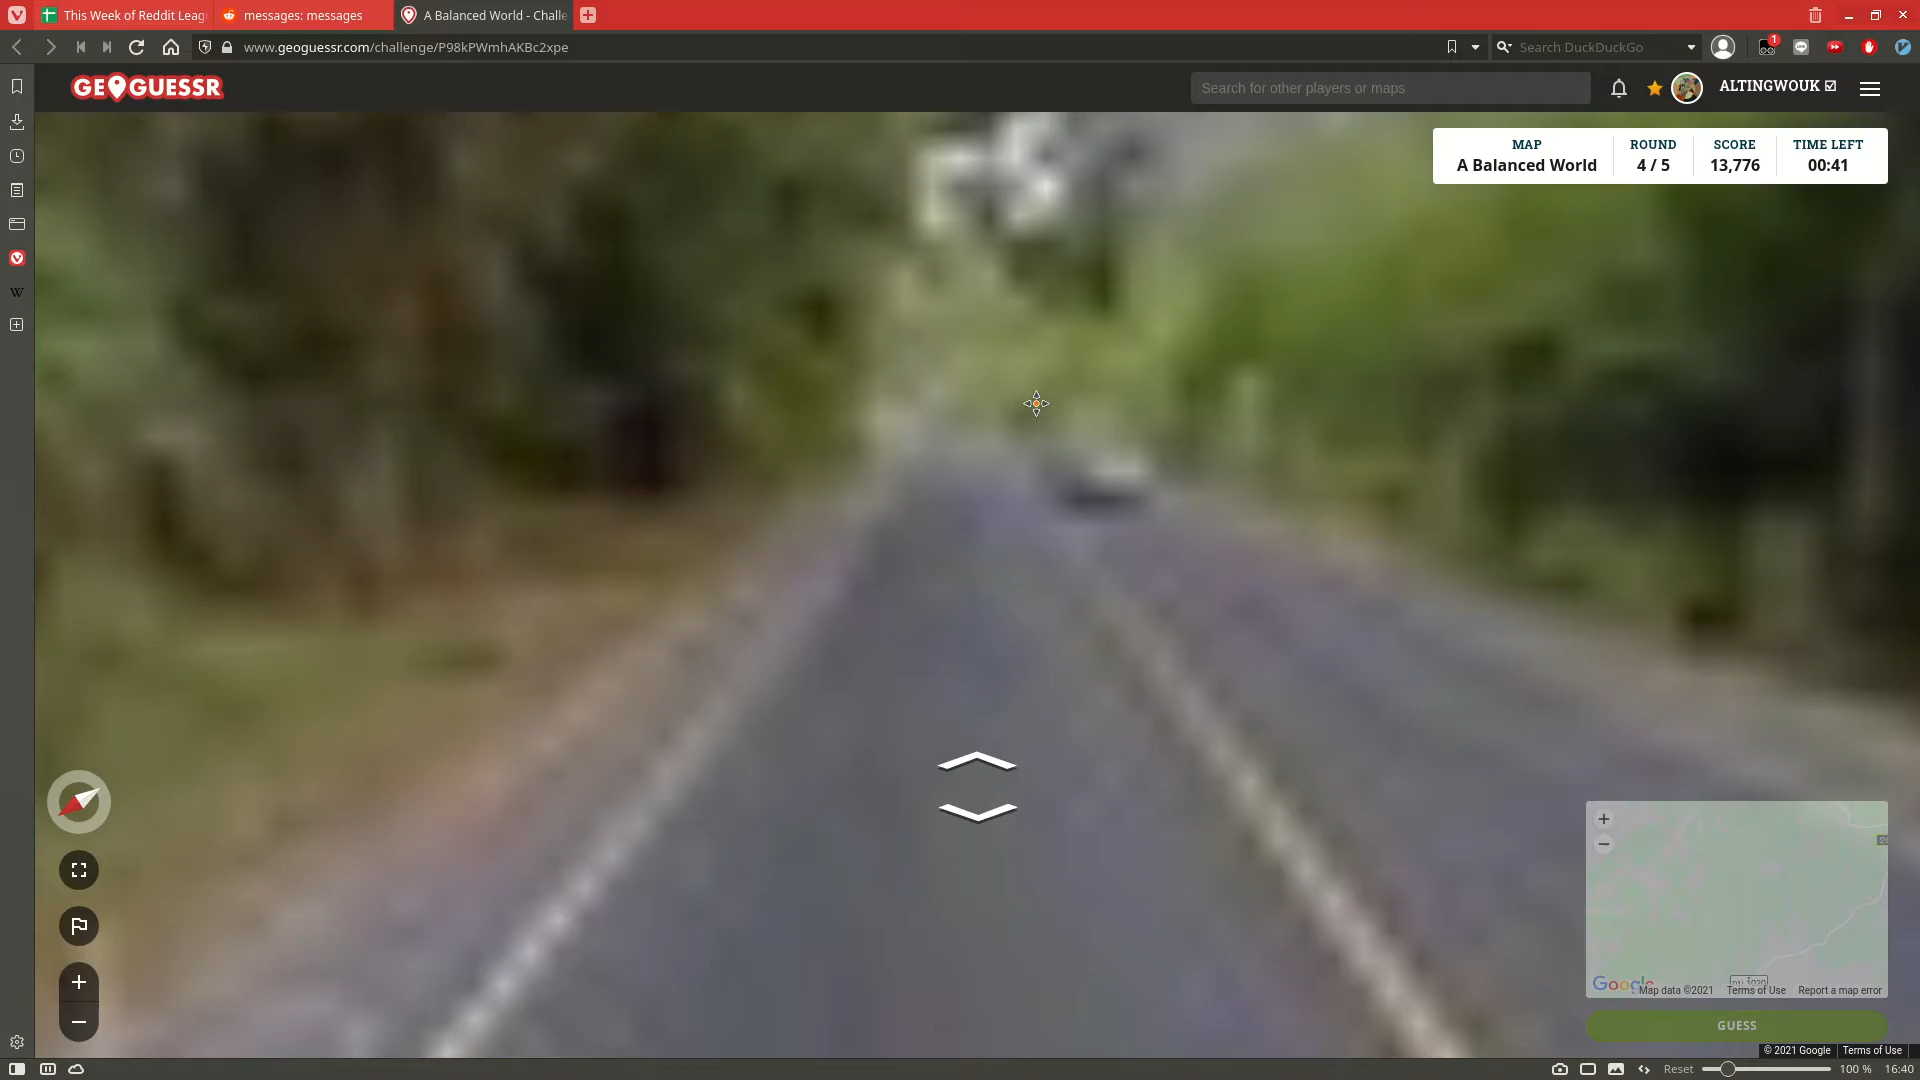 This Week of Reddit Leag
messages: messages
A Balanced World - Challe
www.geoguessr.com/challenge/P98kPWmhAKBc2xpe
Search DuckDuckGo
1
GEOGUESSR
Search for other players or maps
ALTINGWOUK
MAP
A Balanced World
ROUND
4 / 5
SCORE
13,776
TIME LEFT
00:41
W
Google
Map data ©2021 Terms of Use Report a map error
GUESS
© 2021 Google Terms of Use
Reset 100 % 16:40